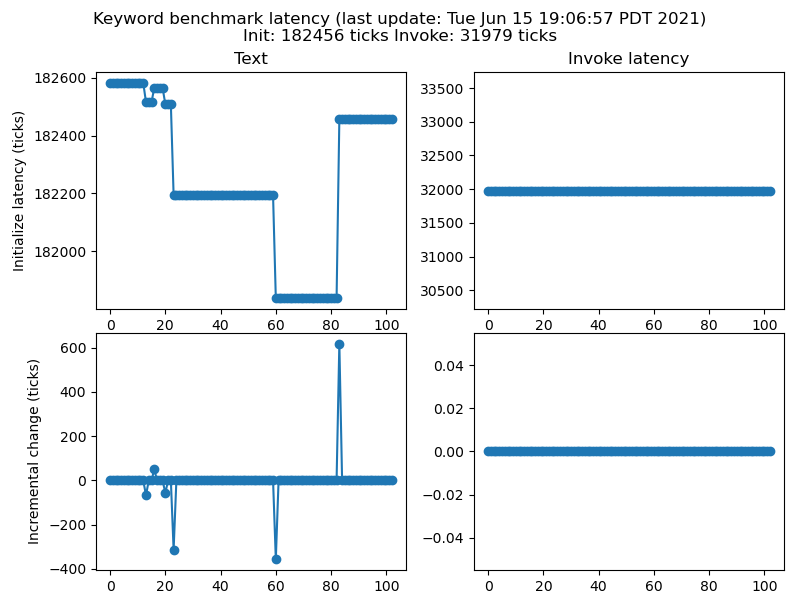 Keyword benchmark latency (last update: Tue Jun 15 19:06:57 PDT 2021)
Init: 182456 ticks Invoke: 31979 ticks
Text
Invoke latency
Initialize latency (ticks)
182600
182400
182200
182000
0 20 40 60 80 100
33500
33000
32500
32000
31500
31000
30500
0 20 40 60 80 100
Incremental change (ticks)
600
400
200
0
−200
−400
0 20 40 60 80 100
0.04
0.02
0.00
−0.02
−0.04
0 20 40 60 80 100